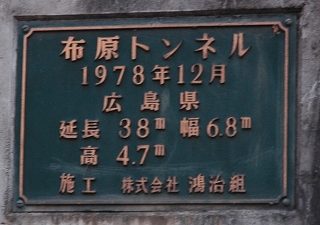 布原トンネル
1978年12月
広島県
延長 38m 幅6.8m
高 4.7m
施工 株式会社 鴻治組